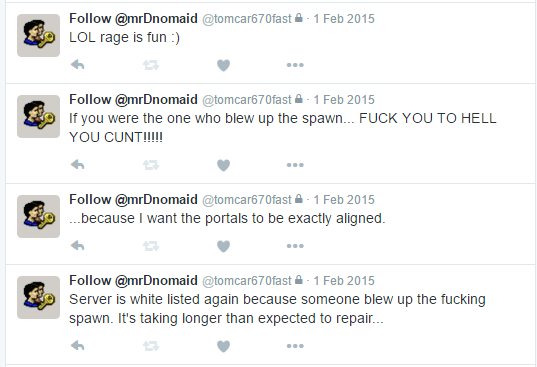 Follow @mrDnomaid @tomcar670fast · 1 Feb 2015
LOL rage is fun :)
Follow @mrDnomaid @tomcar670fast · 1 Feb 2015
If you were the one who blew up the spawn... FUCK YOU TO HELL
YOU CUNT!!!!!
Follow @mrDnomaid @tomcar670fast · 1 Feb 2015
...because I want the portals to be exactly aligned.
Follow @mrDnomaid @tomcar670fast · 1 Feb 2015
Server is white listed again because someone blew up the fucking
spawn. It's taking longer than expected to repair...